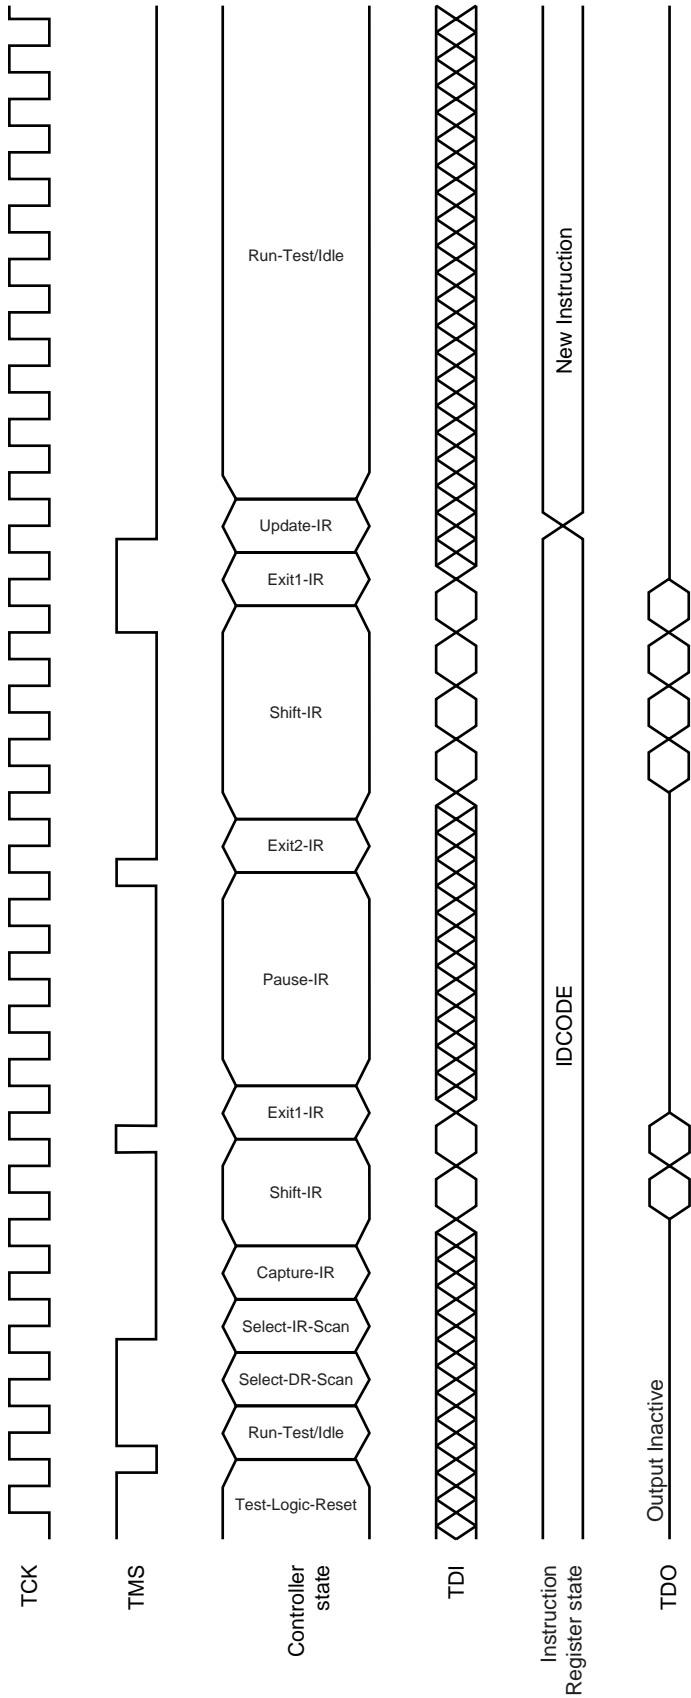 Run-Test/Idle
New Instruction
Update-IR
Exit1-IR
Shift-IR
Exit2-IR
Pause-IR
IDCODE
Exit1-IR
Shift-IR
Capture-IR
Select-IR-Scan
Select-DR-Scan
Run-Test/Idle
Test-Logic-Reset
Output Inactive
TCK
TMS
Controller
state
TDI
Instruction
Register state
TDO